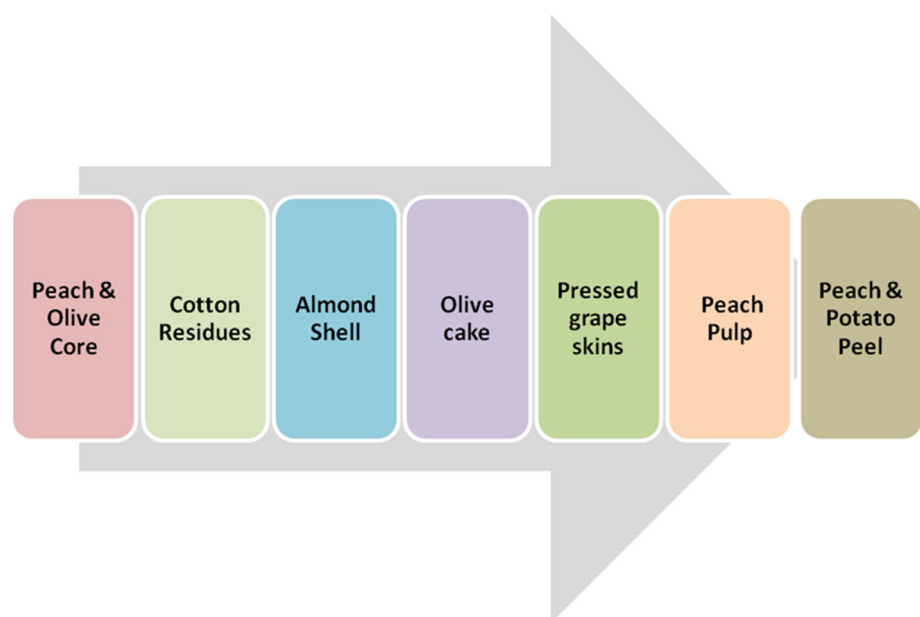 Peach &
Olive
Core
Cotton
Residues
Almond
Shell
Olive
cake
Pressed
grape
skins
Peach
Pulp
Peach &
Potato
Peel